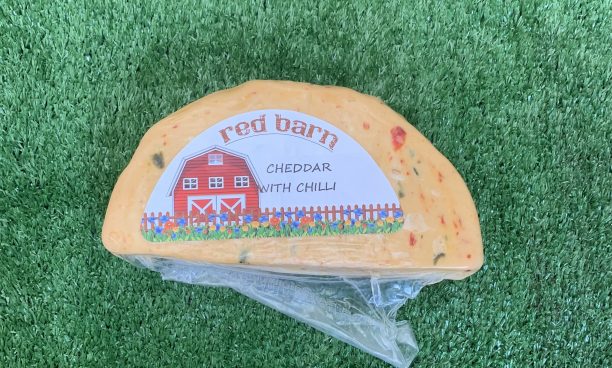 red barn
CHEDDAR
WITH CHILLI